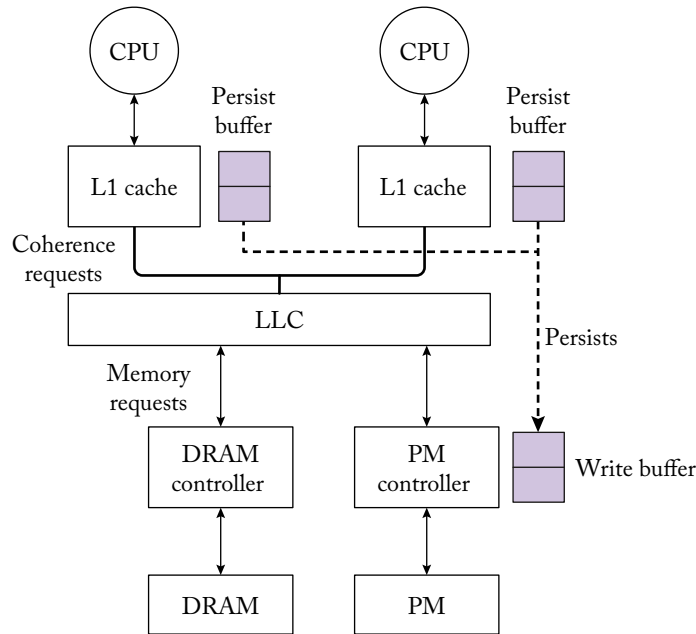 CPU
CPU
Persist
buffer
Persist
buffer
L1 cache
L1 cache
Coherence
requests
LLC
Persists
Memory
requests
DRAM
controller
PM
controller
Write buffer
DRAM
PM